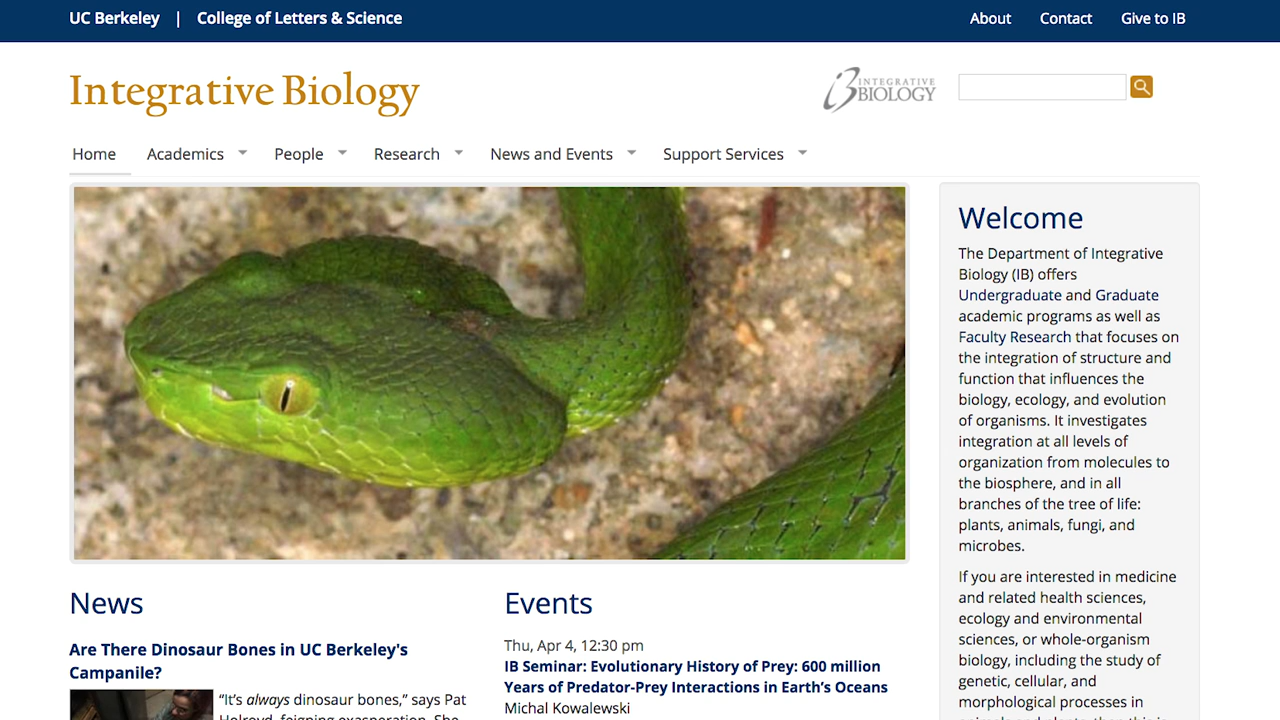 UC Berkeley | College of Letters & Science
About Contact Give to IB
Integrative Biology
INTEGRATIVE
BIOLOGY
Home Academics People Research News and Events Support Services
Welcome
The Department of Integrative
Biology (IB) offers
Undergraduate and Graduate
academic programs as well as
Faculty Research that focuses on
the integration of structure and
function that influences the
biology, ecology, and evolution
of organisms. It investigates
integration at all levels of
organization from molecules to
the biosphere, and in all
branches of the tree of life:
plants, animals, fungi, and
microbes.
If you are interested in medicine
and related health sciences,
ecology and environmental
sciences, or whole-organism
biology, including the study of
genetic, cellular, and
morphological processes in
News
Are There Dinosaur Bones in UC Berkeley's
Campanile?
“It’s always dinosaur bones,” says Pat
Holroyd, feigning exasperation. She
Events
Thu, Apr 4, 12:30 pm
IB Seminar: Evolutionary History of Prey: 600 million
Years of Predator-Prey Interactions in Earth’s Oceans
Michal Kowalewski